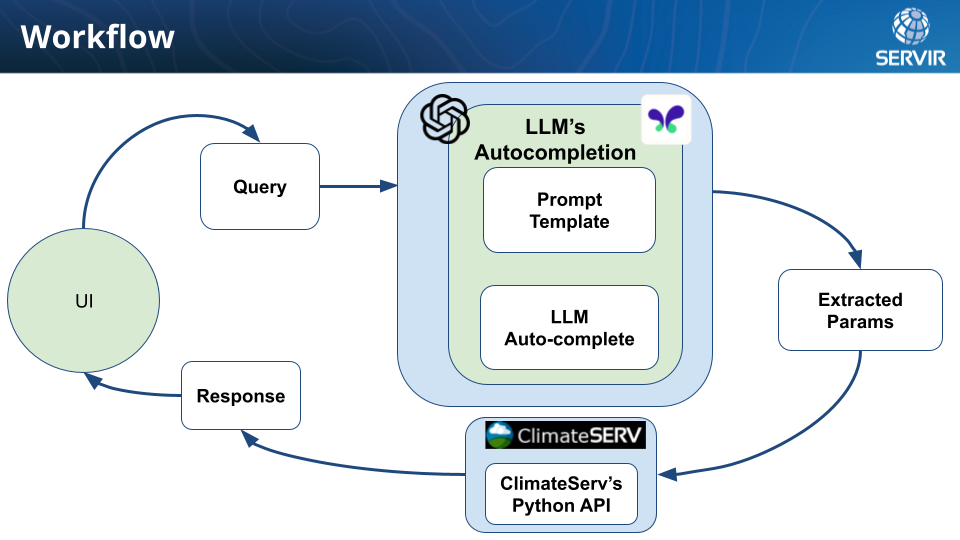 Workflow
SERVIR
LLM's
Autocompletion
Query
Prompt
Template
UI
Extracted
Params
LLM
Auto-complete
Response
ClimateSERV
ClimateServ's
Python API